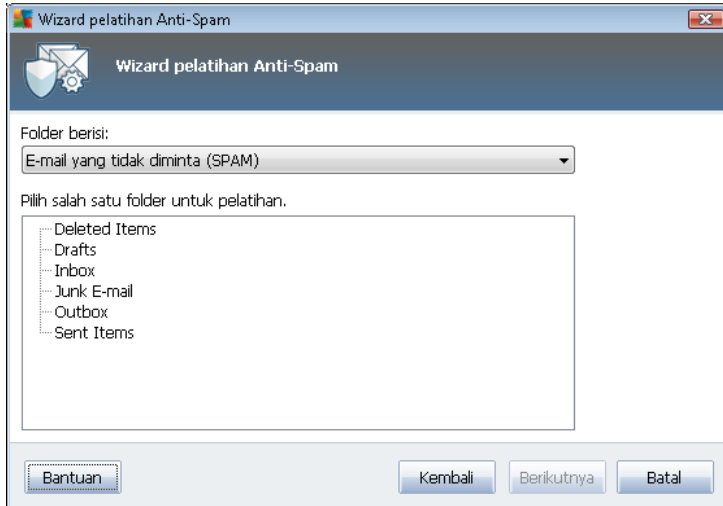 Wizard pelatihan Anti-Spam
Wizard pelatihan Anti-Spam
Folder berisi:
E-mail yang tidak diminta (SPAM)
Pilih salah satu folder untuk pelatihan.
Deleted Items
Drafts
Inbox
Junk E-mail
Outbox
Sent Items
Bantuan Kembali Berikutnya Batal